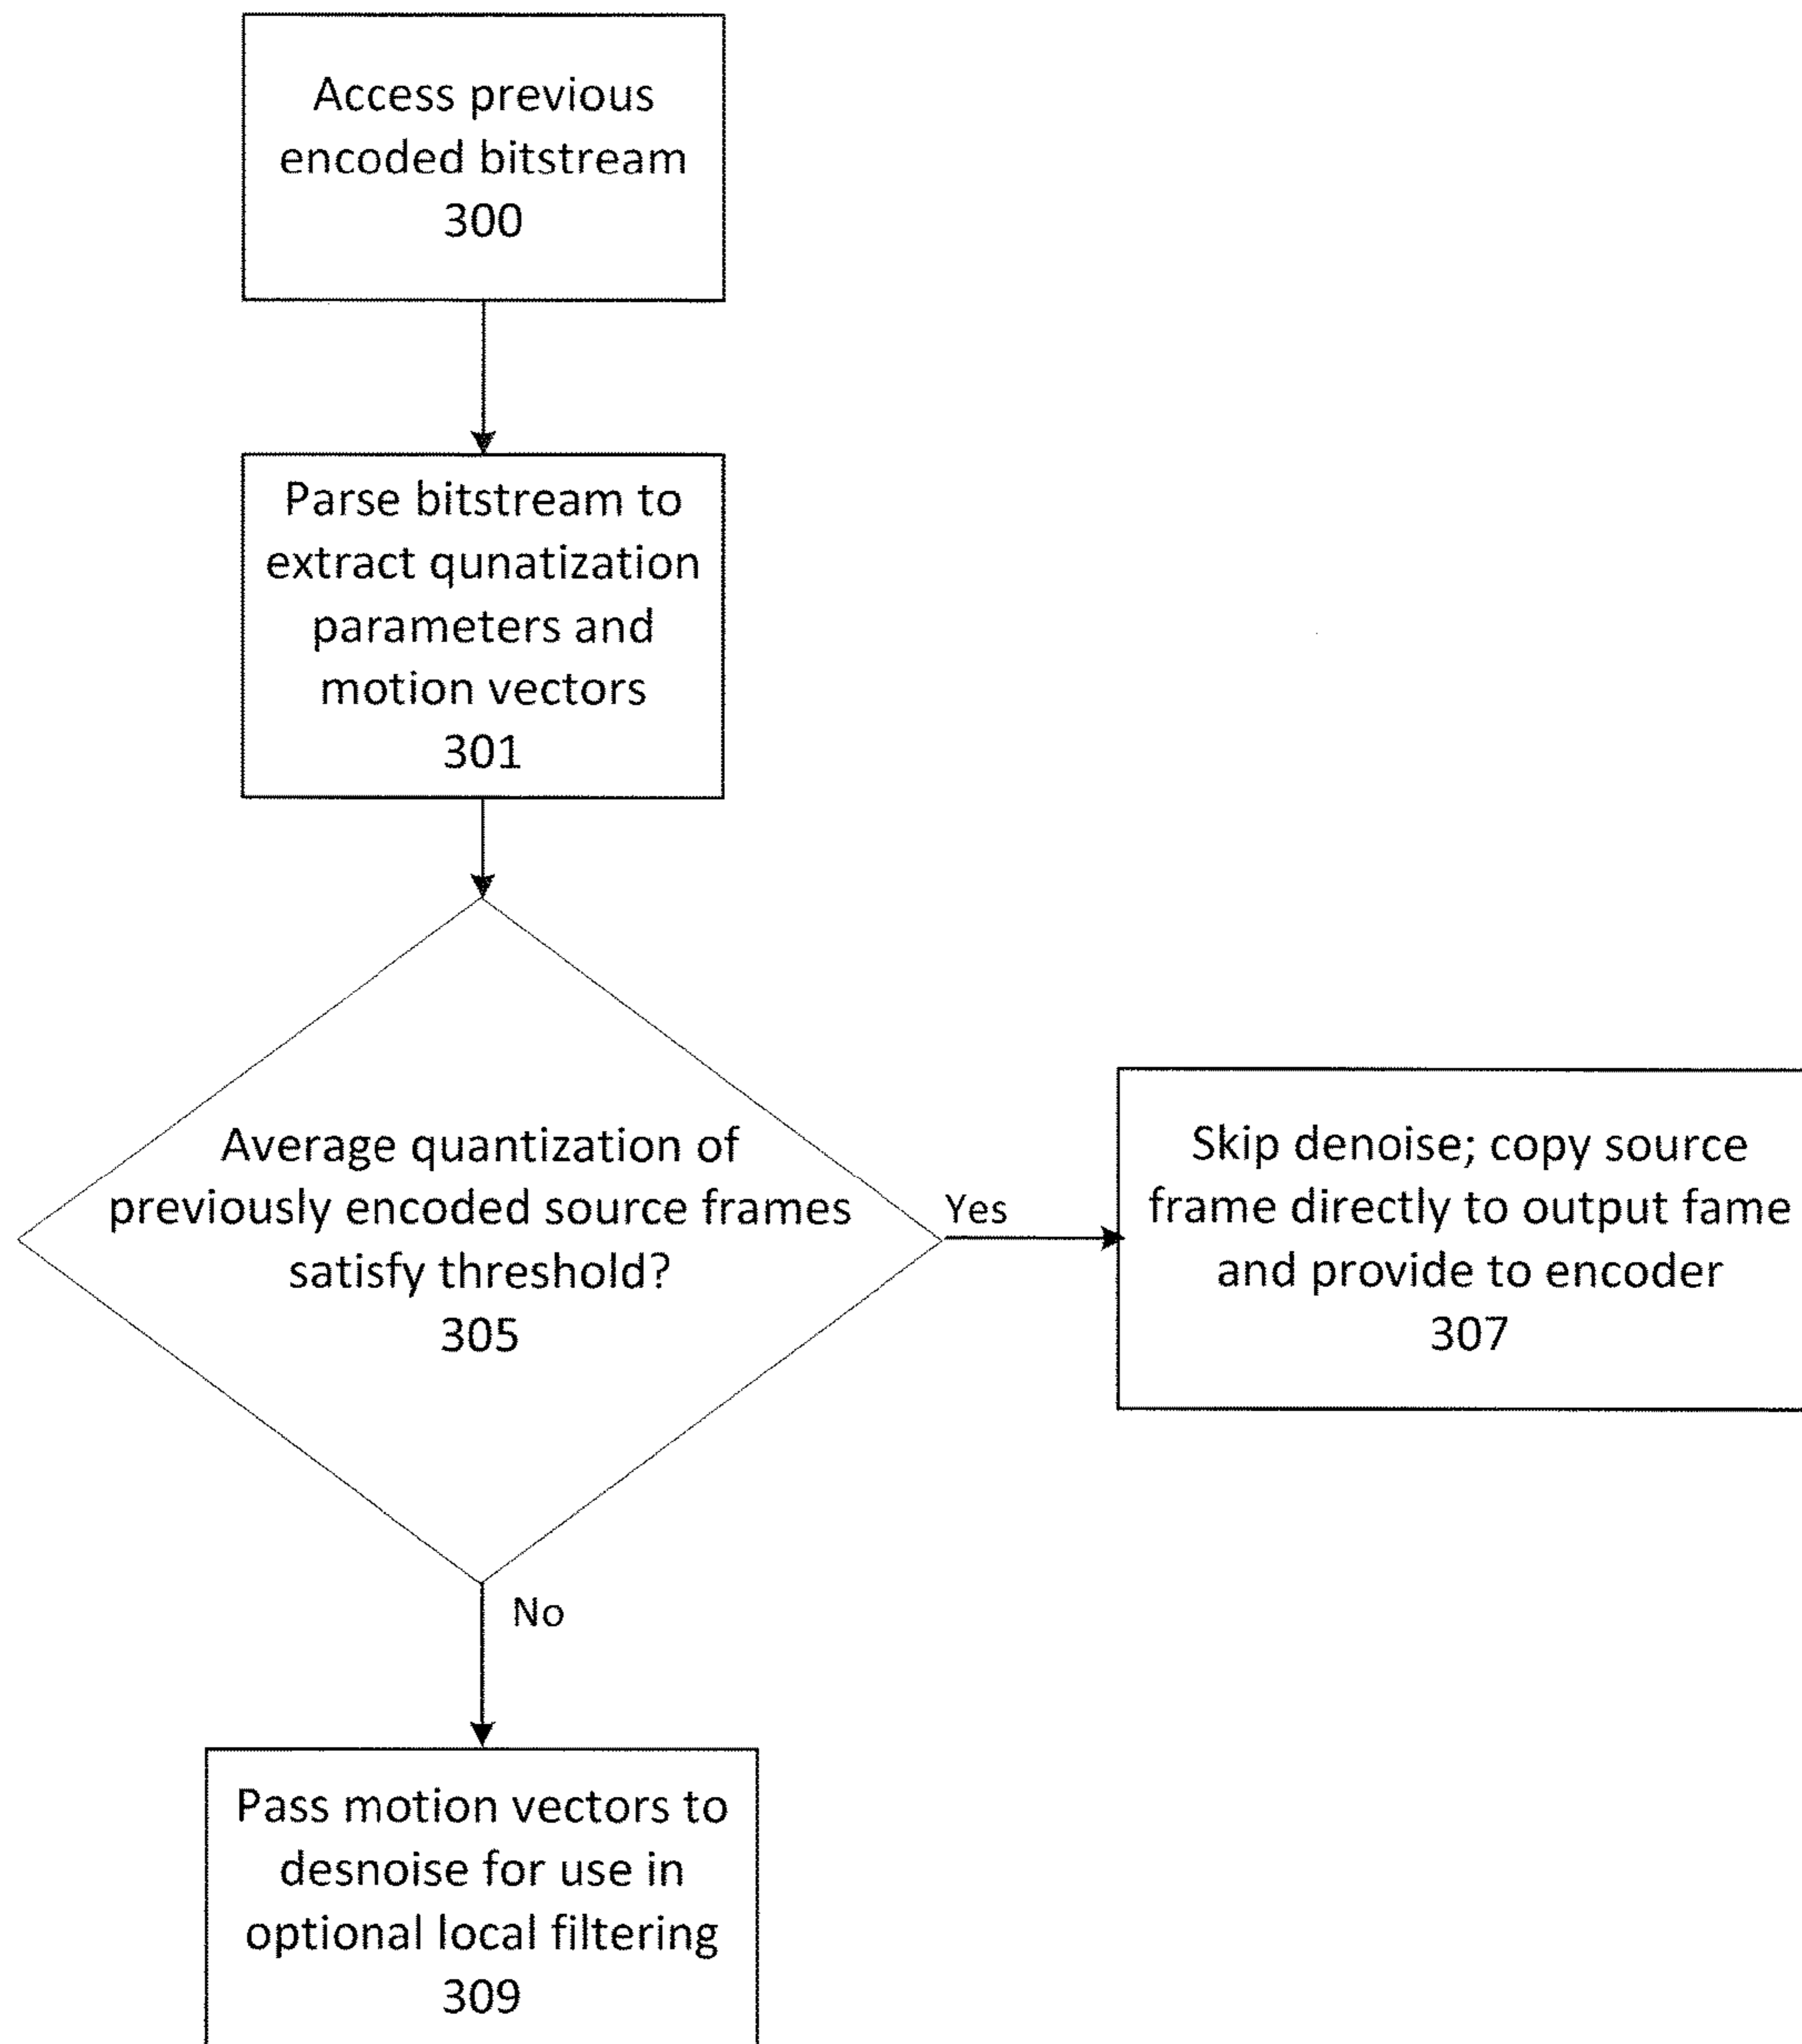 Access previous
encoded bitstream
300
Parse bitstream to
extract qunatization
parameters and
motion vectors
301
Average quantization of
previously encoded source frames
satisfy threshold?
305
Yes
Skip denoise; copy source
frame directly to output fame
and provide to encoder
307
No
Pass motion vectors to
desnoise for use in
optional local filtering
309